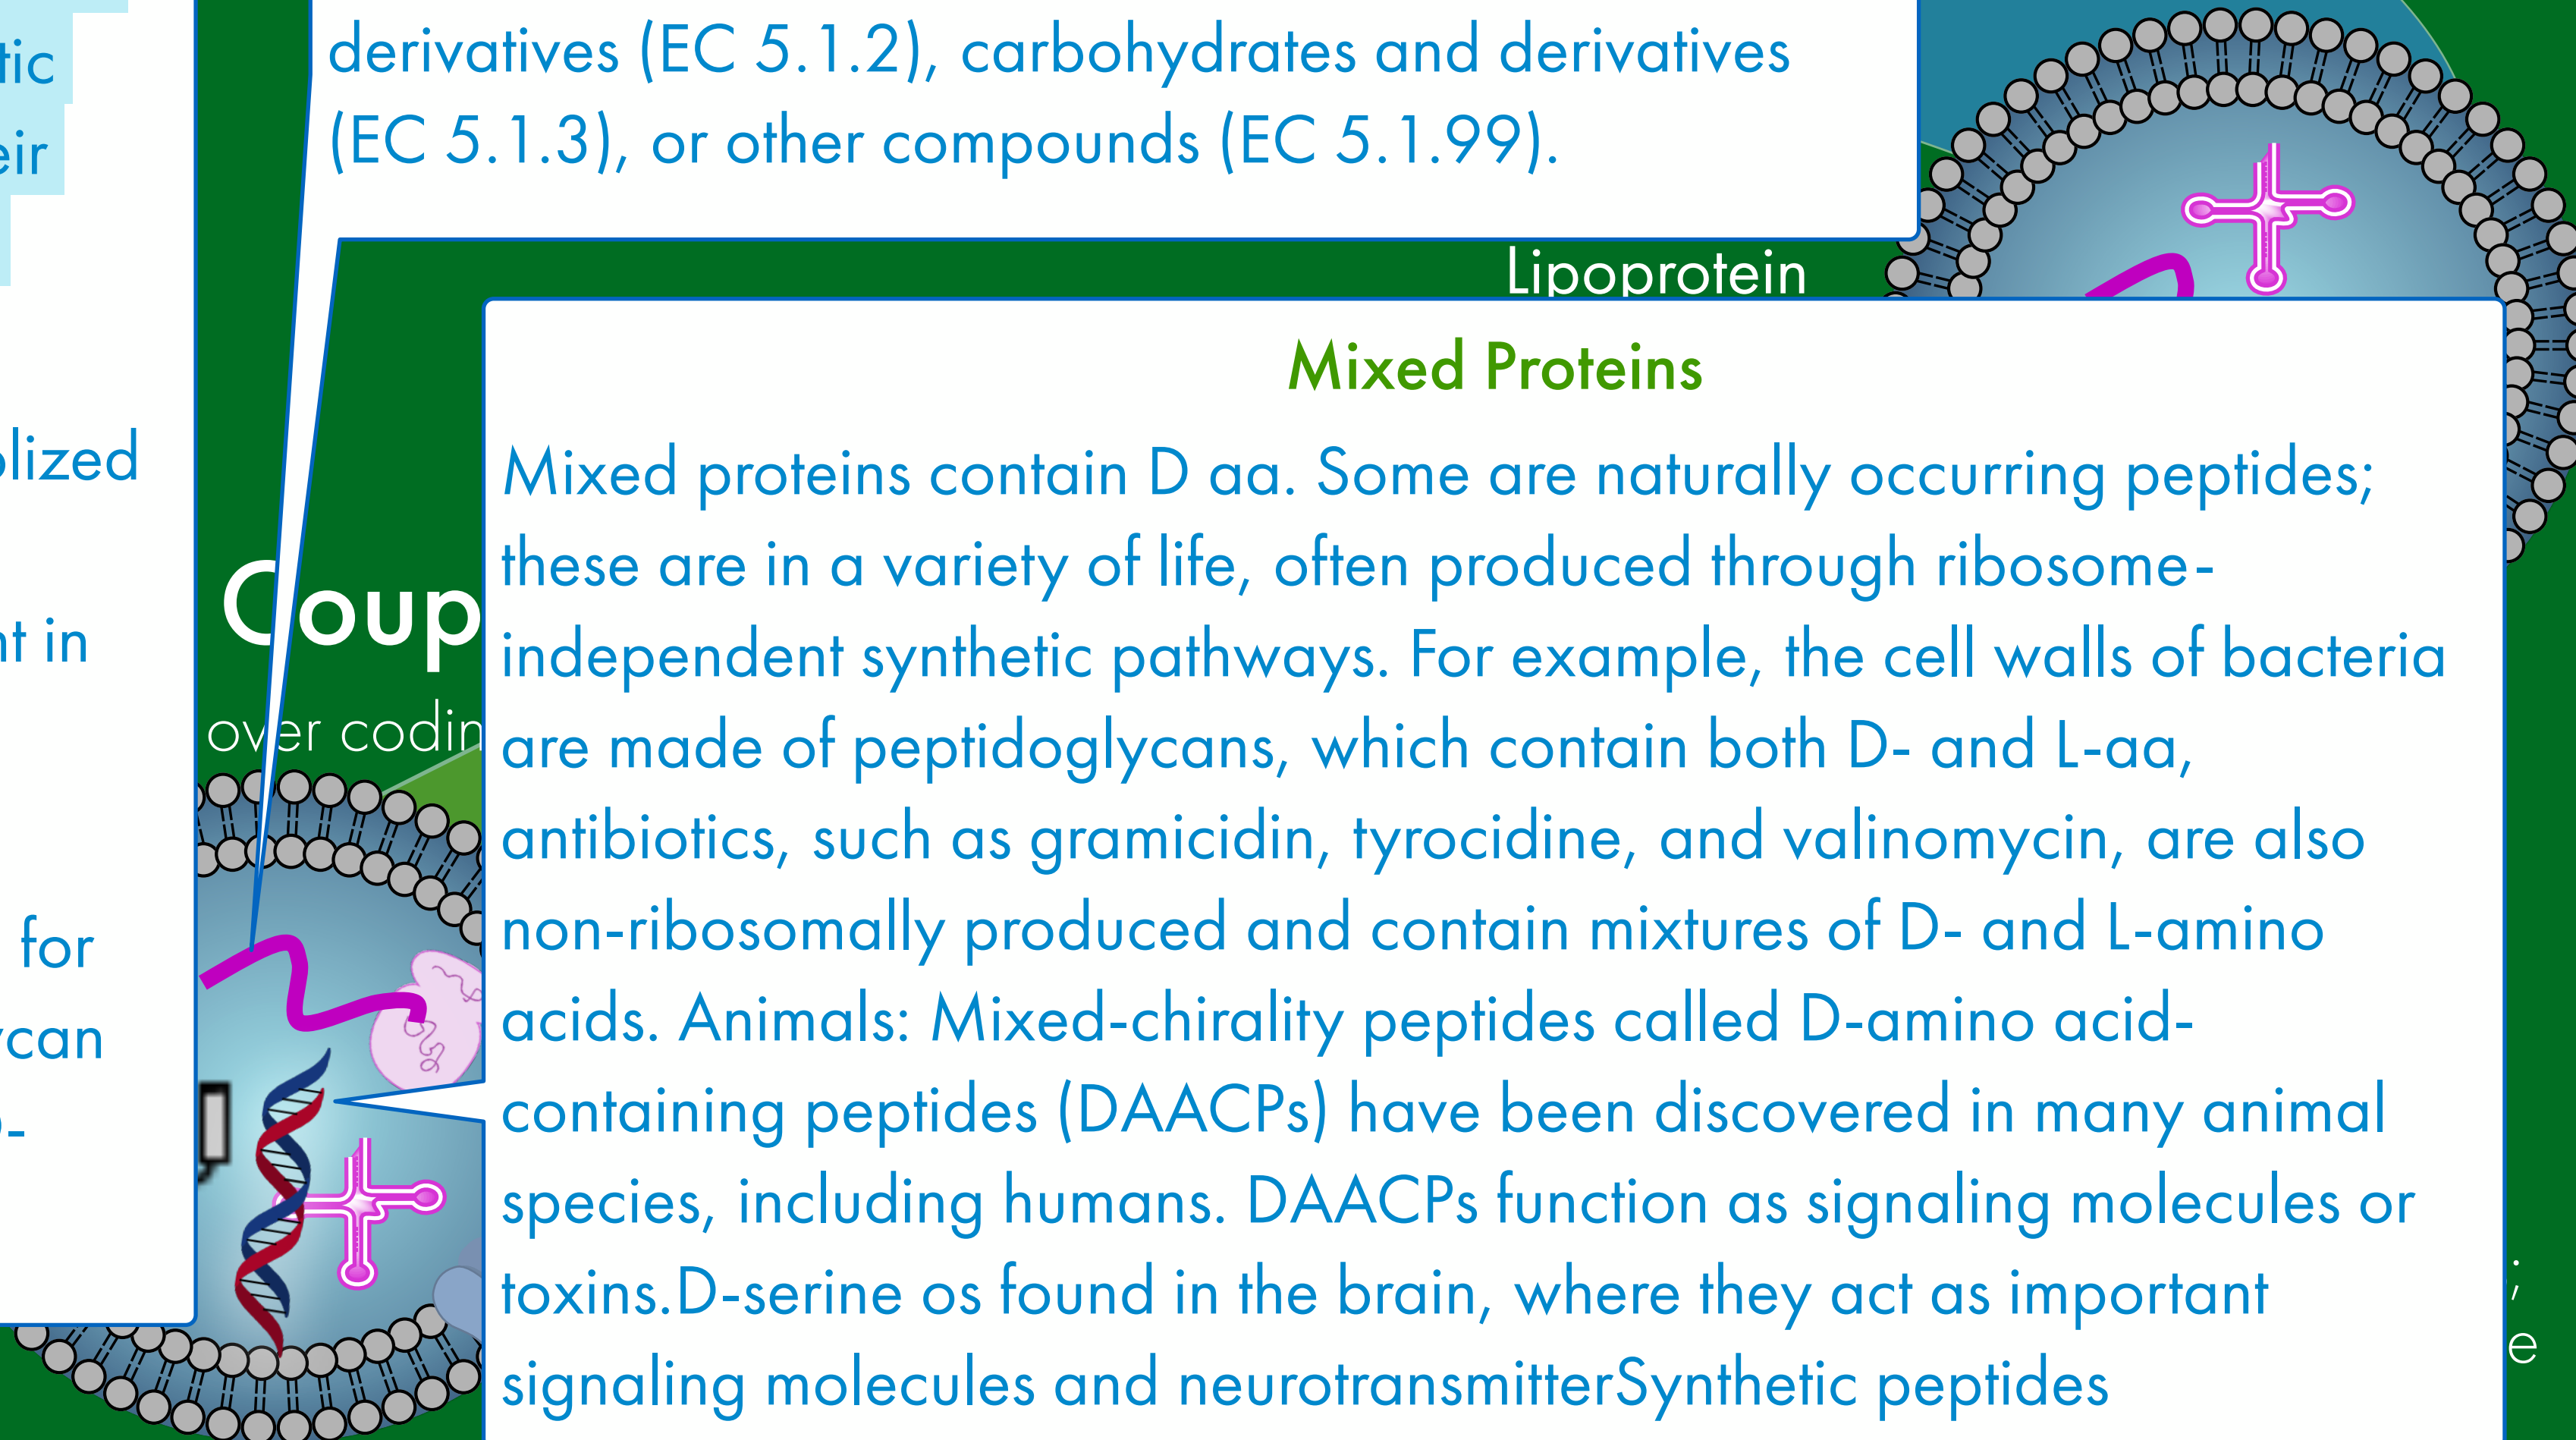 derivatives (EC 5.1.2), carbohydrates and derivatives
(EC 5.1.3), or other compounds (EC 5.1.99).
Lipoprotein
Mixed Proteins
Mixed proteins contain D aa. Some are naturally occurring peptides;
these are in a variety of life, often produced through ribosome-
independent synthetic pathways. For example, the cell walls of bacteria
are made of peptidoglycans, which contain both D- and L-aa,
antibiotics, such as gramicidin, tyrocidine, and valinomycin, are also
non-ribosomally produced and contain mixtures of D- and L-amino
acids. Animals: Mixed-chirality peptides called D-amino acid-
containing peptides (DAACPs) have been discovered in many animal
species, including humans. DAACPs function as signaling molecules or
toxins.D-serine os found in the brain, where they act as important
signaling molecules and neurotransmitterSynthetic peptides
in
for
Coup
over codin